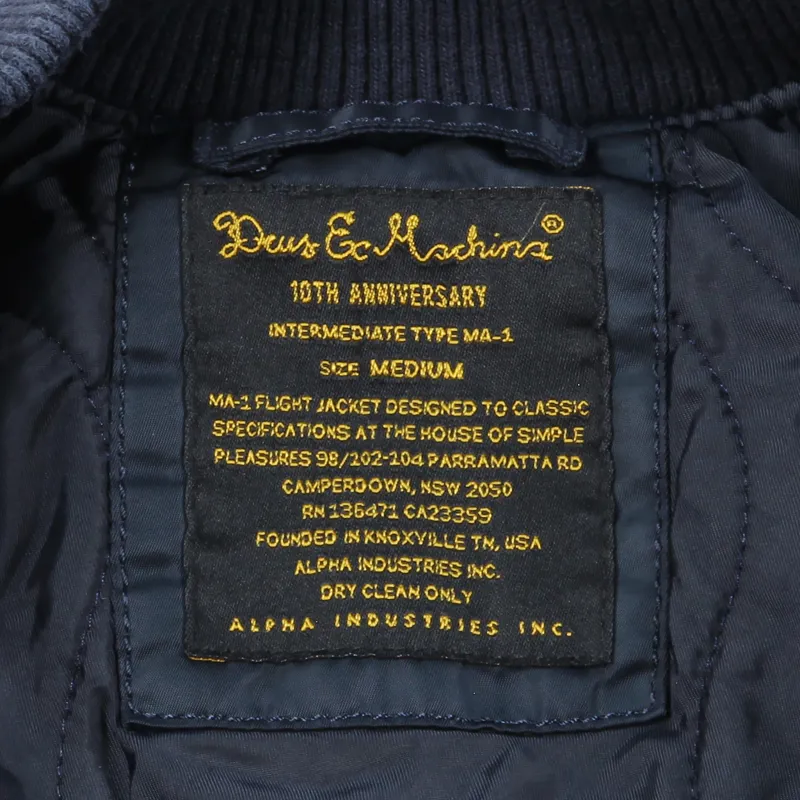 Deus Ex Machina®
10TH ANNIVERSARY
INTERMEDIATE TYPE MA-1
SIZE MEDIUM
MA-1 FLIGHT JACKET DESIGNED TO CLASSIC
SPECIFICATIONS AT THE HOUSE OF SIMPLE
PLEASURES 98/102-104 PARRAMATTA RD
CAMPERDOWN, NSW 2050
RN 136471 CA23359
FOUNDED IN KNOXVILLE TN, USA
ALPHA INDUSTRIES INC.
DRY CLEAN ONLY
ALPHA INDUSTRIES INC.